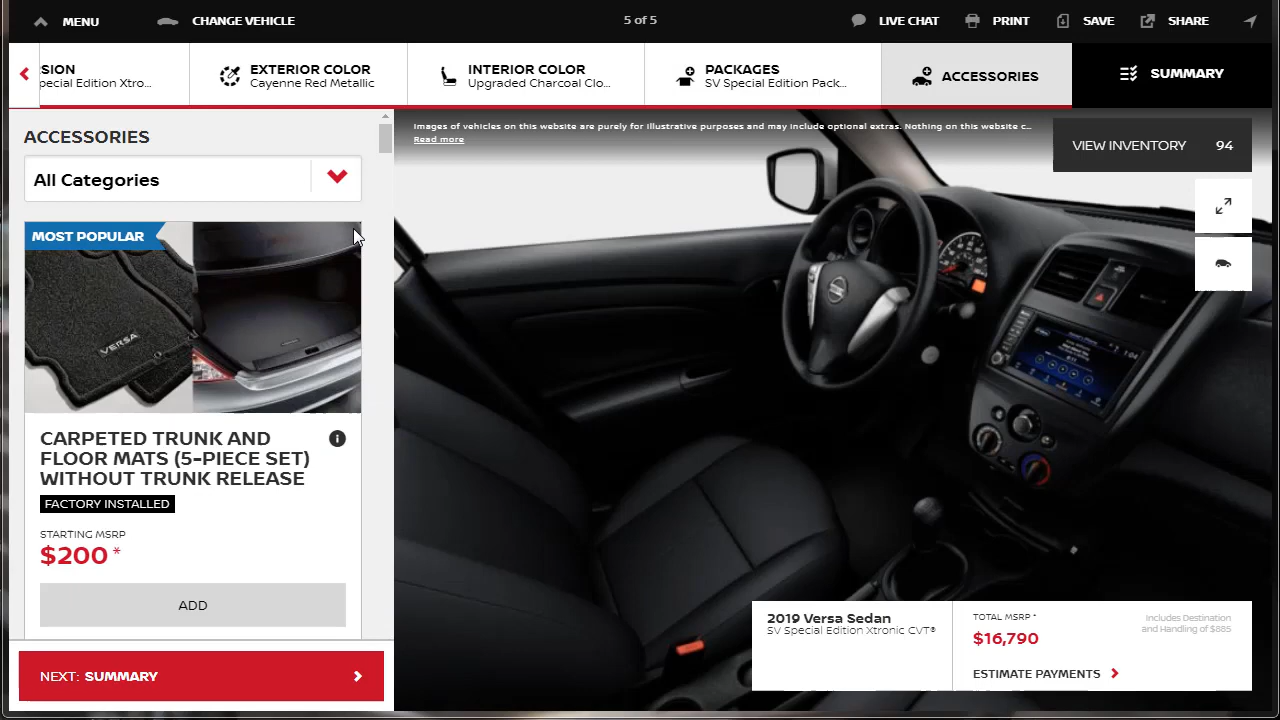 MENU
CHANGE VEHICLE
5 of 5
LIVE CHAT
PRINT
SAVE
SHARE
SION
pecial Edition Xtro...
EXTERIOR COLOR
Cayenne Red Metallic
INTERIOR COLOR
Upgraded Charcoal Clo...
PACKAGES
SV Special Edition Pack...
ACCESSORIES
SUMMARY
ACCESSORIES
All Categories
MOST POPULAR
VERSA
CARPETED TRUNK AND
FLOOR MATS (5-PIECE SET)
WITHOUT TRUNK RELEASE
FACTORY INSTALLED
STARTING MSRP
$200 *
ADD
NEXT: SUMMARY
Images of vehicles on this website are purely for illustrative purposes and may include optional extras. Nothing on this website c...
Read more
VIEW INVENTORY 94
1:04
2019 Versa Sedan
SV Special Edition Xtronic CVT®
TOTAL MSRP *
$16,790
Includes Destination
and Handling of $885
ESTIMATE PAYMENTS